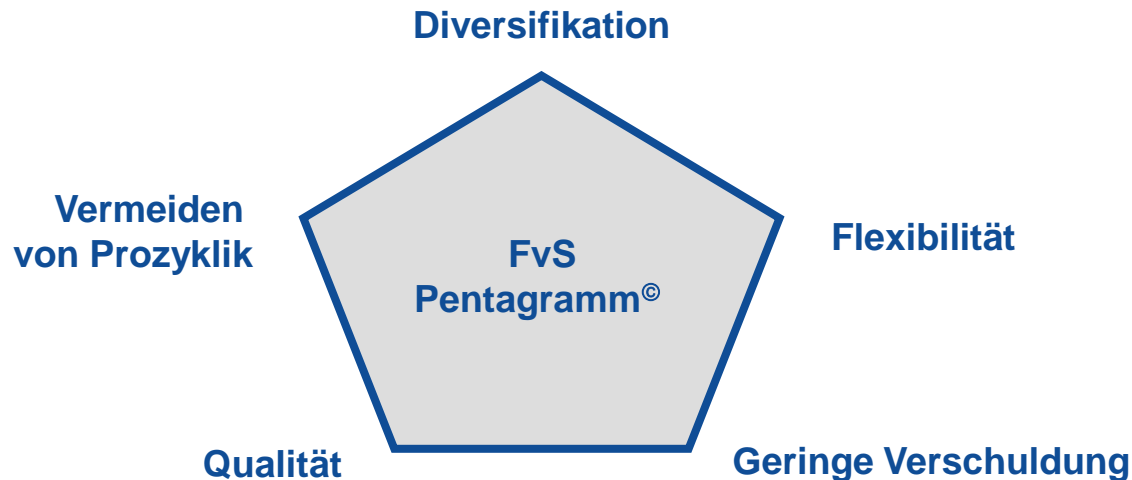 Diversifikation
Vermeiden
von Prozyklik
Flexibilität
FvS
Pentagramm©
Qualität
Geringe Verschuldung